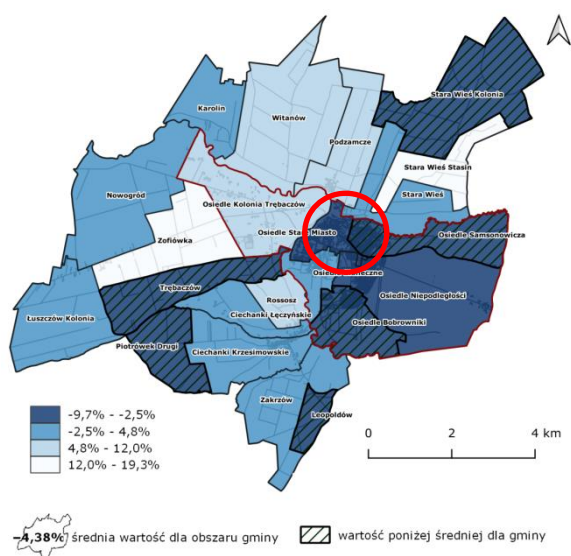 Stara Wieś Kolonia
Karolin
Witanów
Podzamcze
Stara Wieś Stasin
Nowogród
Stara Wieś
Osiedle Kolonia Trębaczów
Osiedle Stare Miasto
Osiedle Samsonowicza
Zofiówka
Trębaczów
Osiedle Niepodległości
Rossosz
Łuszczów Kolonia
Ciechanki Łęczyńskie
Osiedle Bobrowniki
Piotrówek Drugi
Ciechanki Krzesimowskie
Zakrzów
Leopoldów
-9,7% - -2,5%
-2,5% - 4,8%
4,8% - 12,0%
12,0% - 19,3%
0 2 4 km
-4,38% średnia wartość dla obszaru gminy
wartość poniżej średniej dla gminy